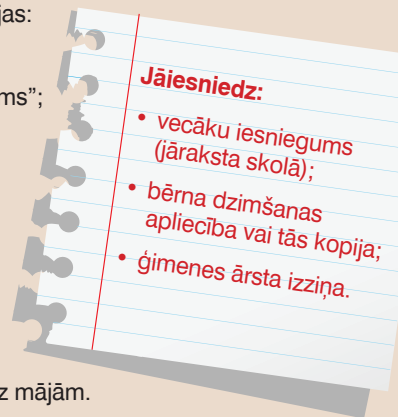 jas:
ms”;
Jāiesniedz:
• vecāku iesniegums
(jāraksta skolā);
• bērna dzimšanas
apliecība vai tās kopija;
• ģimenes ārsta izziņa.
z mājām.